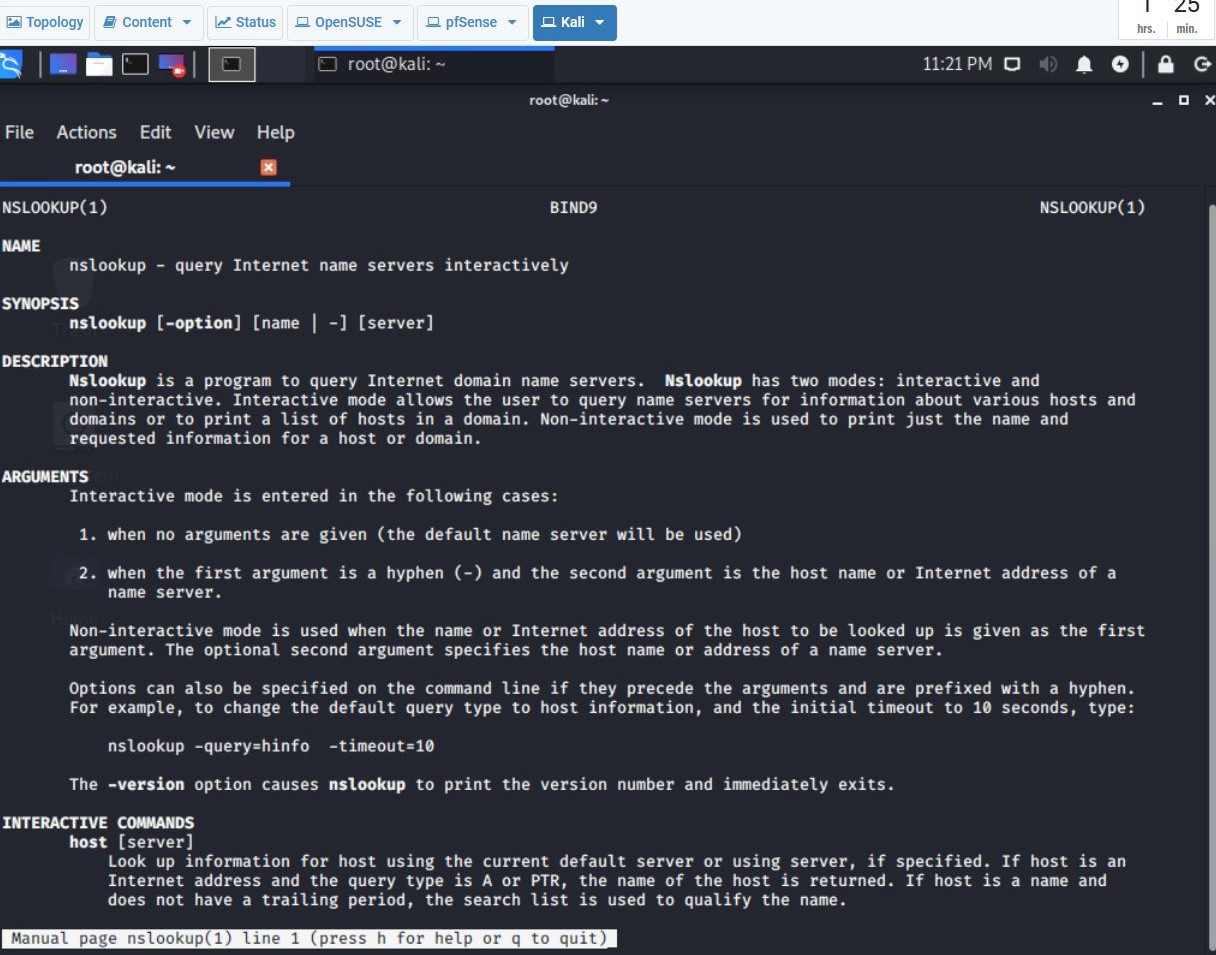 Topology Content Status OpenSUSE pfSense Kali
1 25
hrs. min.
root@kali: ~ 11:21 PM
root@kali: ~
File Actions Edit View Help
root@kali: ~
NSLOOKUP(1) BIND9 NSLOOKUP(1)
NAME
nslookup - query Internet name servers interactively
SYNOPSIS
nslookup [-option] [name | -] [server]
DESCRIPTION
Nslookup is a program to query Internet domain name servers. Nslookup has two modes: interactive and
non-interactive. Interactive mode allows the user to query name servers for information about various hosts and
domains or to print a list of hosts in a domain. Non-interactive mode is used to print just the name and
requested information for a host or domain.
ARGUMENTS
Interactive mode is entered in the following cases:
1. when no arguments are given (the default name server will be used)
2. when the first argument is a hyphen (-) and the second argument is the host name or Internet address of a
name server.
Home
Non-interactive mode is used when the name or Internet address of the host to be looked up is given as the first
argument. The optional second argument specifies the host name or address of a name server.
Options can also be specified on the command line if they precede the arguments and are prefixed with a hyphen.
For example, to change the default query type to host information, and the initial timeout to 10 seconds, type:
nslookup -query=hinfo -timeout=10
The -version option causes nslookup to print the version number and immediately exits.
INTERACTIVE COMMANDS
host [server]
Look up information for host using the current default server or using server, if specified. If host is an
Internet address and the query type is A or PTR, the name of the host is returned. If host is a name and
does not have a trailing period, the search list is used to qualify the name.
Manual page nslookup(1) line 1 (press h for help or q to quit)